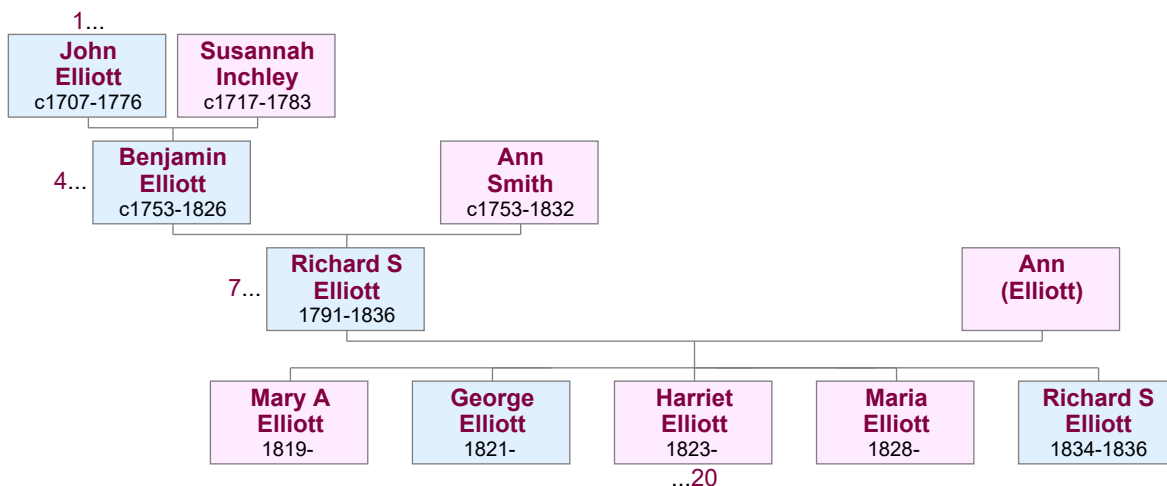 1...
John
Elliott
c1707-1776
Susannah
Inchley
c1717-1783
4...
Benjamin
Elliott
c1753-1826
Ann
Smith
c1753-1832
7...
Richard S
Elliott
1791-1836
Ann
(Elliott)
Mary A
Elliott
1819-
George
Elliott
1821-
Harriet
Elliott
1823-
Maria
Elliott
1828-
Richard S
Elliott
1834-1836
...20